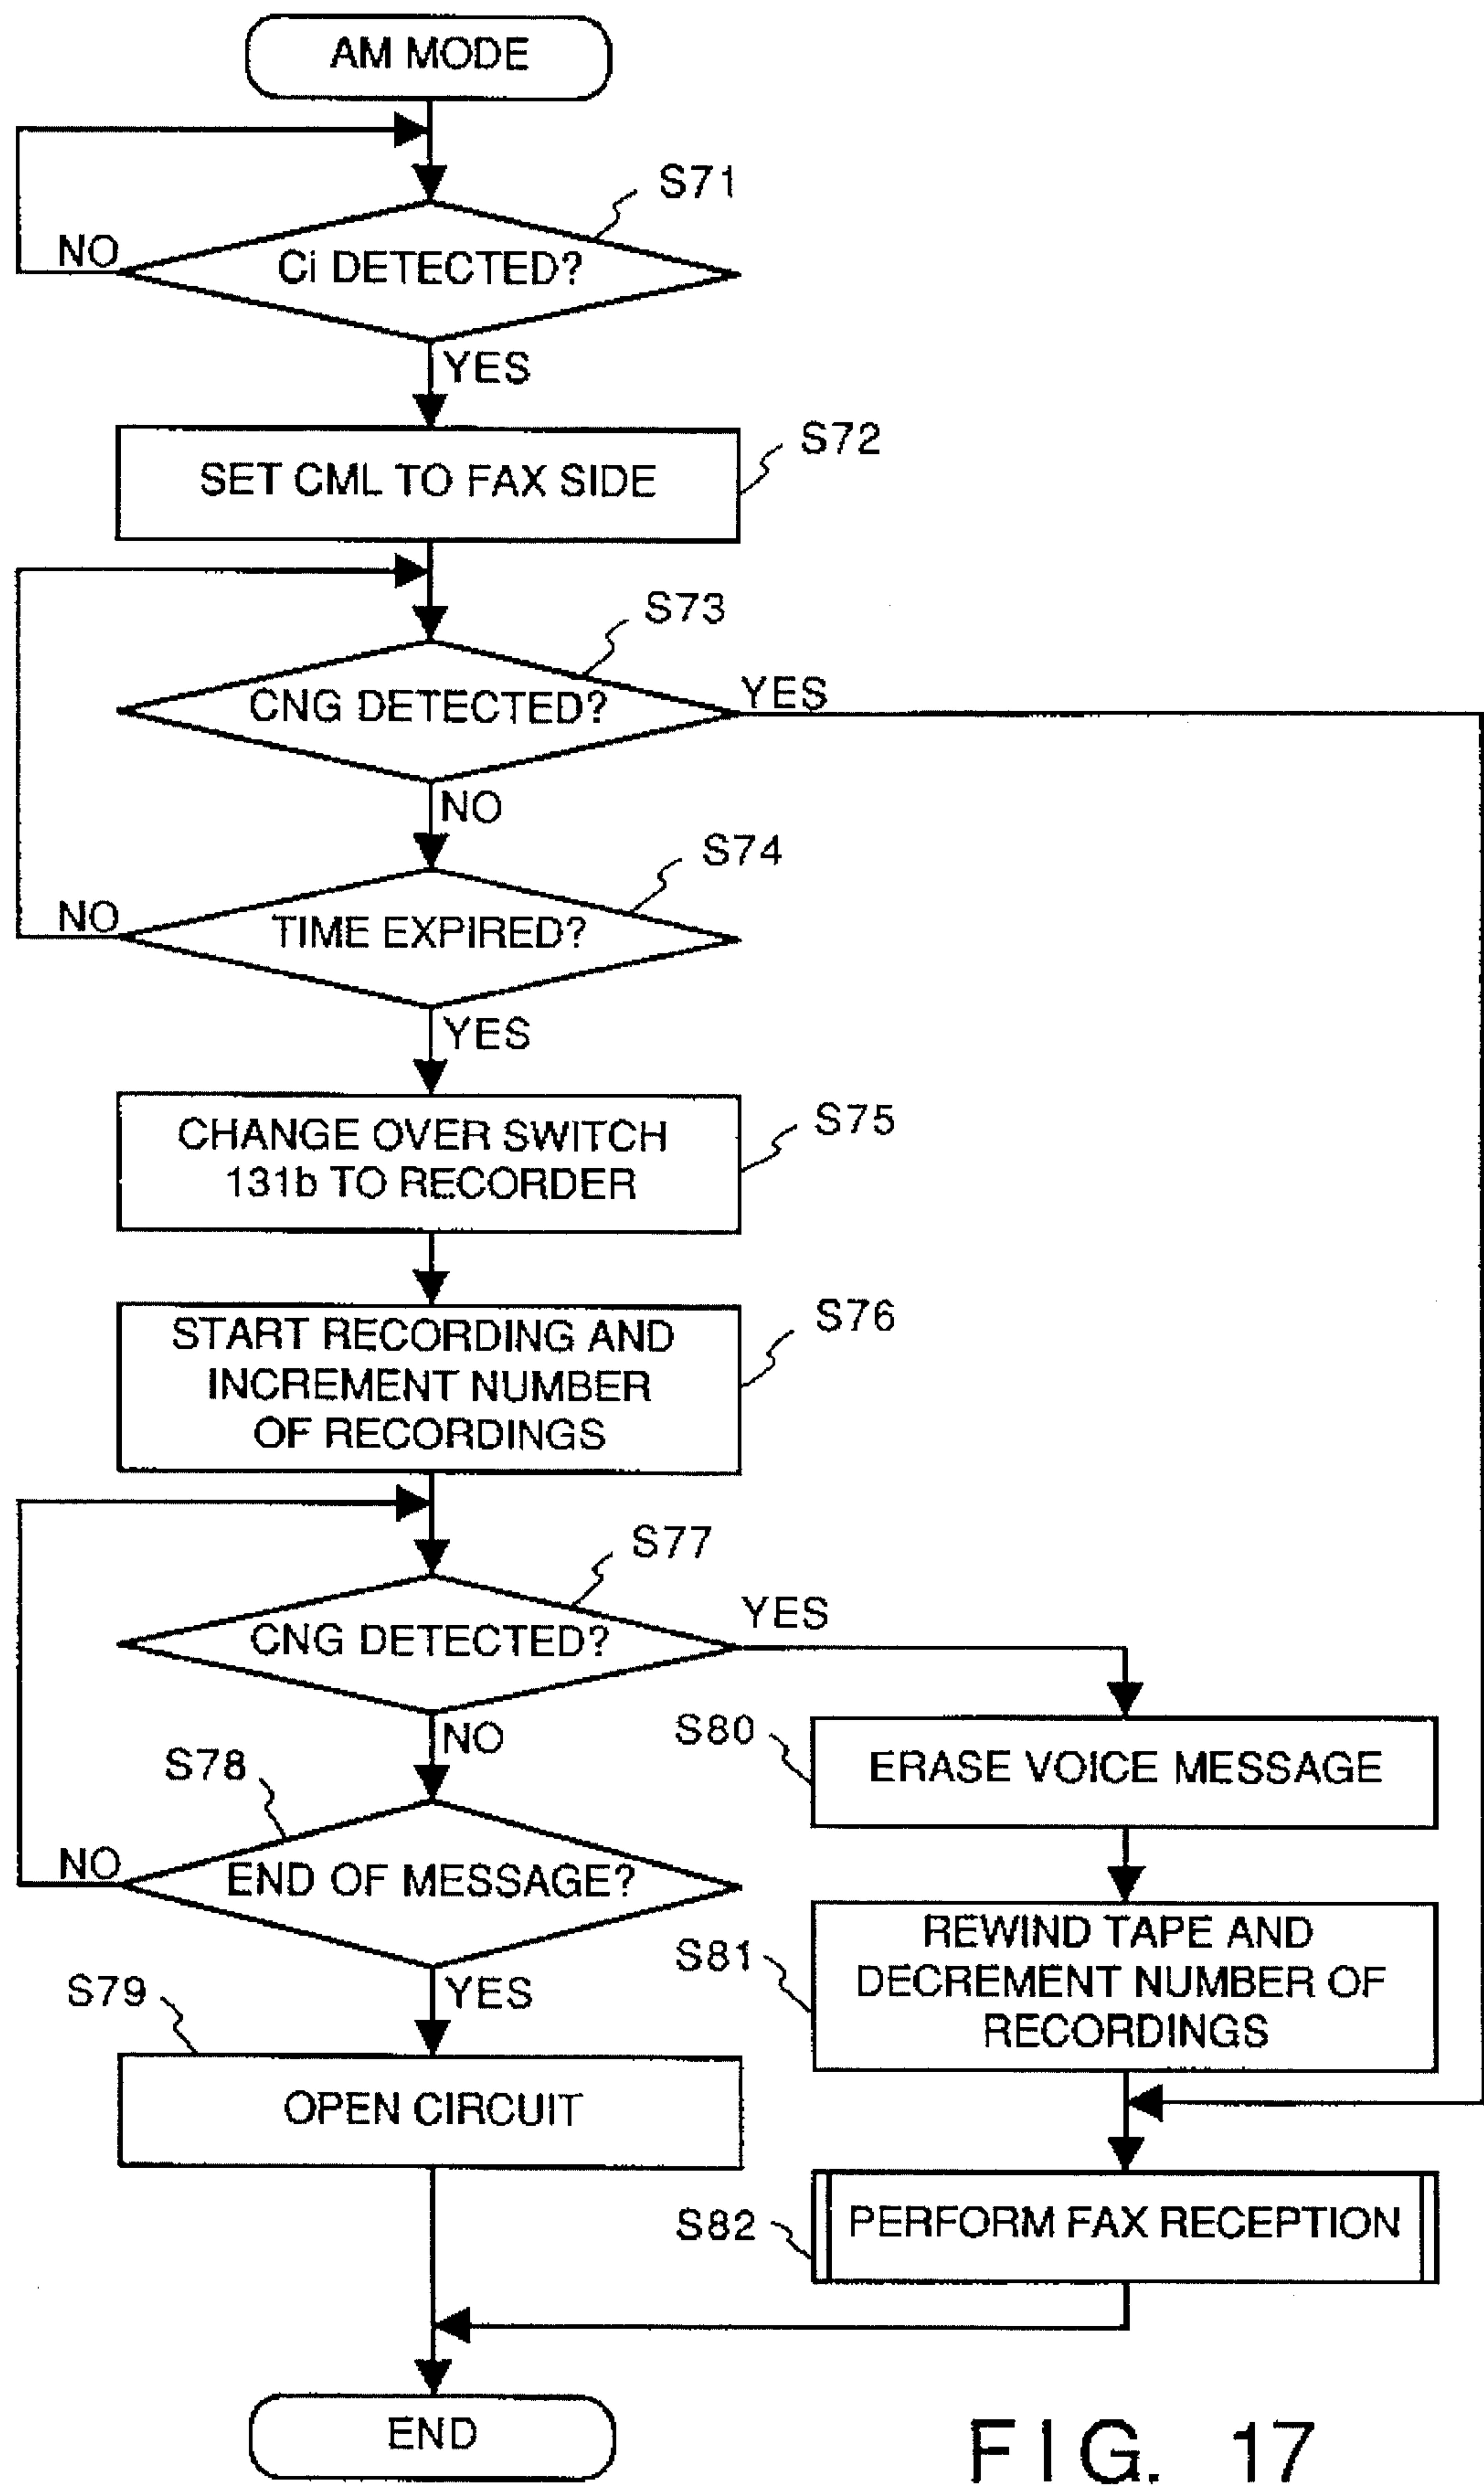 AM MODE
S71
NO
Ci DETECTED?
YES
S72
SET CML TO FAX SIDE
S73
CNG DETECTED?
YES
NO
S74
NO
TIME EXPIRED?
YES
S75
CHANGE OVER SWITCH
131b TO RECORDER
S76
START RECORDING AND
INCREMENT NUMBER
OF RECORDINGS
S77
CNG DETECTED?
YES
NO
S80
ERASE VOICE MESSAGE
S78
NO
END OF MESSAGE?
YES
S81
REWIND TAPE AND
DECREMENT NUMBER OF
RECORDINGS
S79
OPEN CIRCUIT
S82
PERFORM FAX RECEPTION
END
FIG. 17